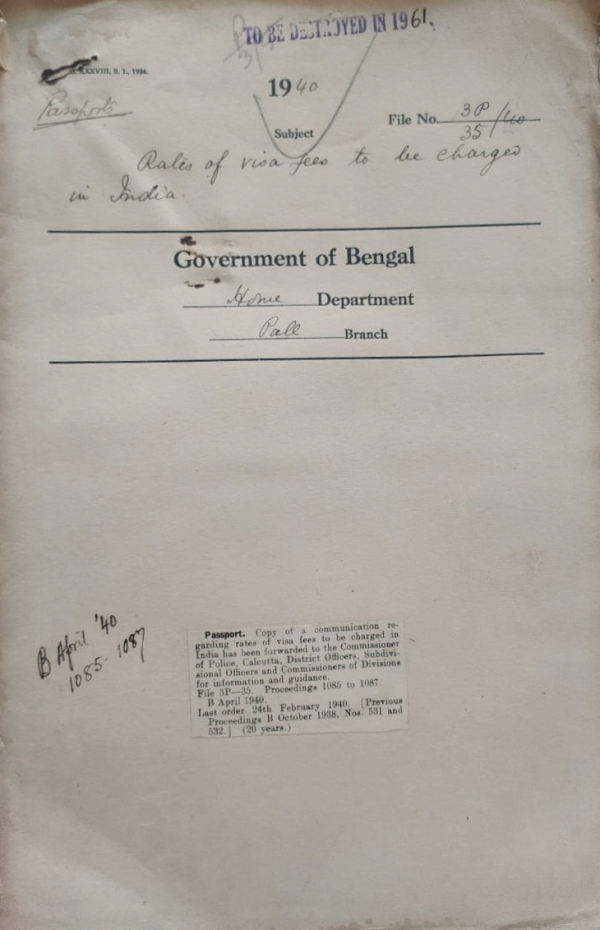 TO BE DESTROYED IN 1961.
XXXVIII, S. I., 1934.
1940
Passports
File No. 3P/35/40
Subject
Rates of visa fees to be charged
in India.
Government of Bengal
Home Department
Poll Branch
B April '40
1085-1087
Passport. Copy of a communication re-
garding rates of visa fees to be charged in
India has been forwarded to the Commissioner
of Police, Calcutta, District Officers, Subdivi-
sional Officers and Commissioners of Divisions
for information and guidance.
File 3P—35. Proceedings 1085 to 1087.
B April 1940.
Last order 24th February 1940. [Previous
Proceedings B October 1938, Nos. 531 and
532.] (20 years.)